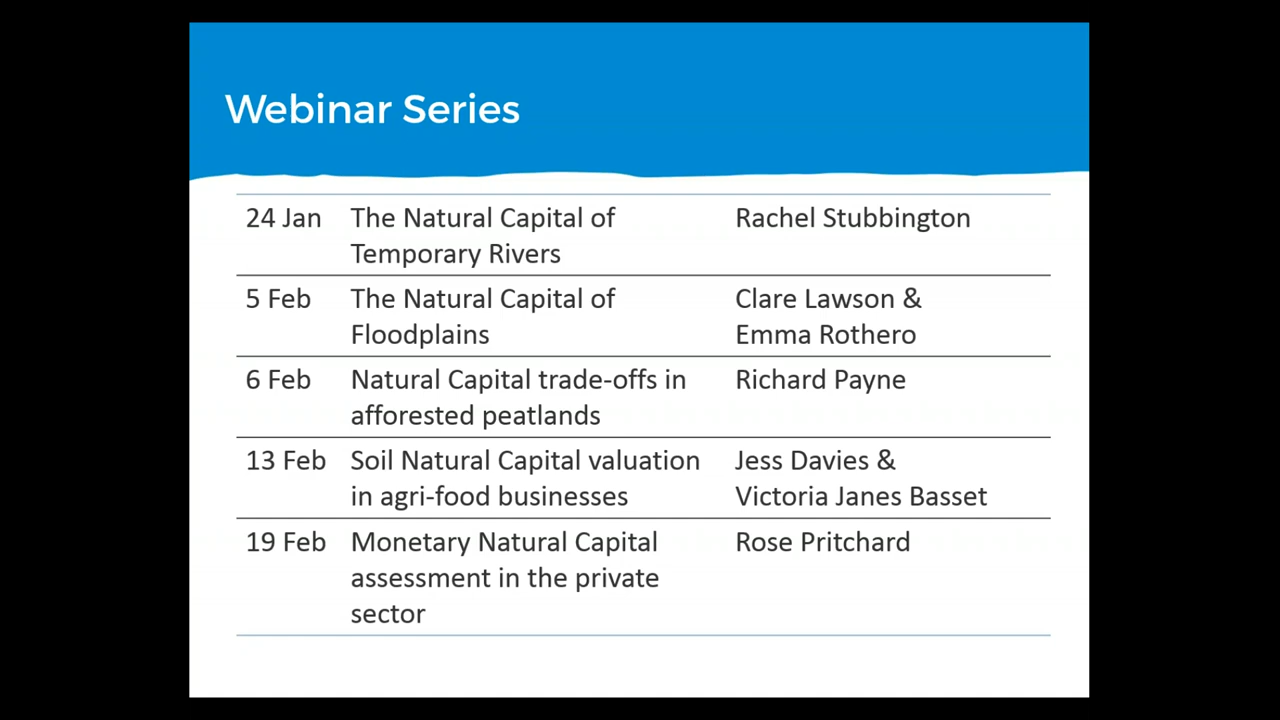 Webinar Series
24 Jan The Natural Capital of Rachel Stubbington
Temporary Rivers
5 Feb The Natural Capital of Clare Lawson &
Floodplains Emma Rothero
6 Feb Natural Capital trade-offs in Richard Payne
afforested peatlands
13 Feb Soil Natural Capital valuation Jess Davies &
in agri-food businesses Victoria Janes Basset
19 Feb Monetary Natural Capital Rose Pritchard
assessment in the private
sector